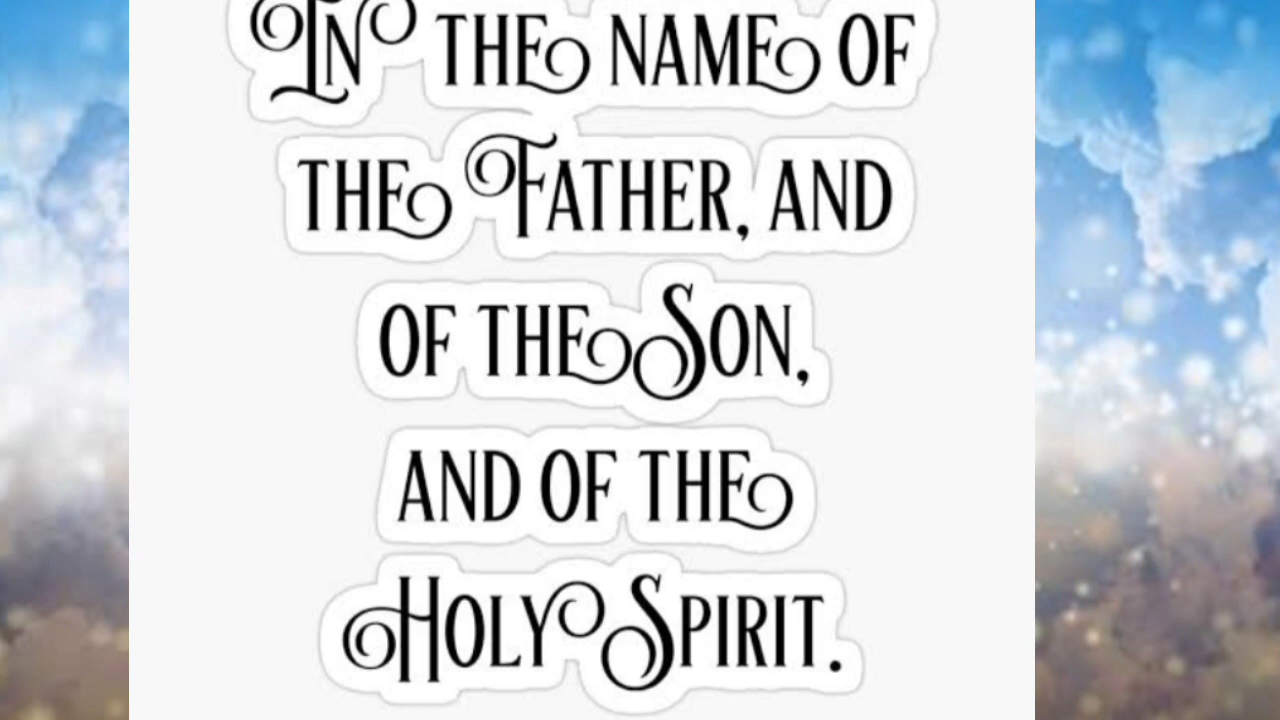 In the name of
the Father, and
of the Son,
and of the
Holy Spirit.